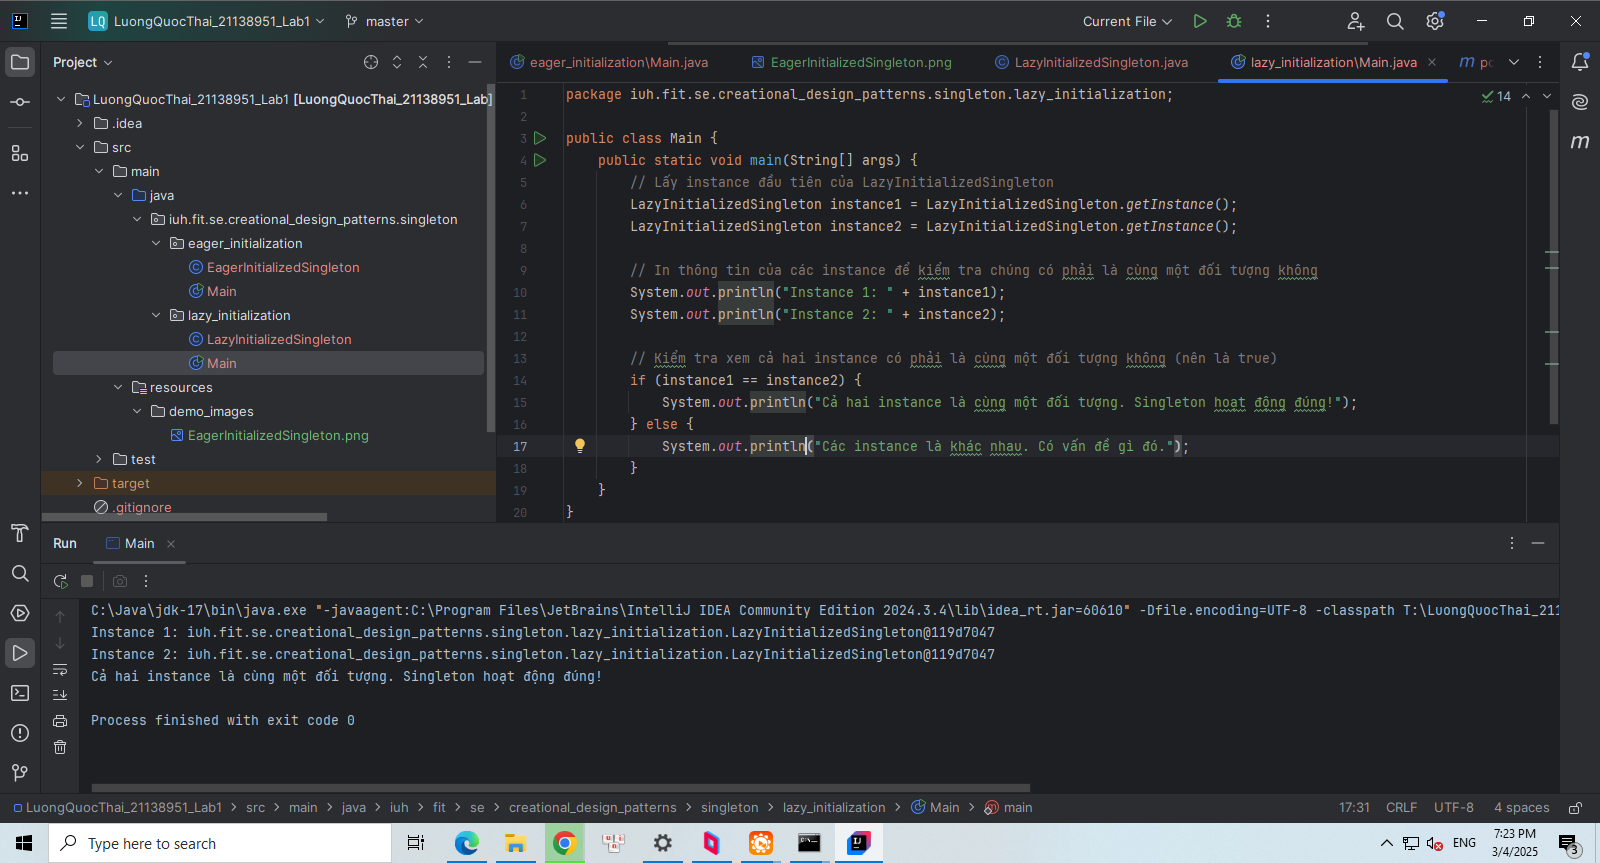 LQ LuongQuocThai_21138951_Lab1 master Current File
Project
LuongQuocThai_21138951_Lab1 [LuongQuocThai_21138951_Lab]
.idea
src
main
java
iuh.fit.se.creational_design_patterns.singleton
eager_initialization
EagerInitializedSingleton
Main
lazy_initialization
LazyInitializedSingleton
Main
resources
demo_images
EagerInitializedSingleton.png
test
target
.gitignore
eager_initialization\Main.java EagerInitializedSingleton.png LazyInitializedSingleton.java lazy_initialization\Main.java m
14
1 package iuh.fit.se.creational_design_patterns.singleton.lazy_initialization;
2
3 public class Main {
4 public static void main(String[] args) {
5 // Lấy instance đầu tiên của LazyInitializedSingleton
6 LazyInitializedSingleton instance1 = LazyInitializedSingleton.getInstance();
7 LazyInitializedSingleton instance2 = LazyInitializedSingleton.getInstance();
8
9 // In thông tin của các instance để kiểm tra chúng có phải là cùng một đối tượng không
10 System.out.println("Instance 1: " + instance1);
11 System.out.println("Instance 2: " + instance2);
12
13 // Kiểm tra xem cả hai instance có phải là cùng một đối tượng không (nên là true)
14 if (instance1 == instance2) {
15 System.out.println("Cả hai instance là cùng một đối tượng. Singleton hoạt động đúng!");
16 } else {
17 System.out.println("Các instance là khác nhau. Có vấn đề gì đó.");
18 }
19 }
20 }
m
Run Main
C:\Java\jdk-17\bin\java.exe "-javaagent:C:\Program Files\JetBrains\IntelliJ IDEA Community Edition 2024.3.4\lib\idea_rt.jar=60610" -Dfile.encoding=UTF-8 -classpath T:\LuongQuocThai_211
Instance 1: iuh.fit.se.creational_design_patterns.singleton.lazy_initialization.LazyInitializedSingleton@119d7047
Instance 2: iuh.fit.se.creational_design_patterns.singleton.lazy_initialization.LazyInitializedSingleton@119d7047
Cả hai instance là cùng một đối tượng. Singleton hoạt động đúng!
Process finished with exit code 0
LuongQuocThai_21138951_Lab1 > src > main > java > iuh > fit > se > creational_design_patterns > singleton > lazy_initialization > Main > main 17:31 CRLF UTF-8 4 spaces
Type here to search
ENG
7:23 PM
3/4/2025
3